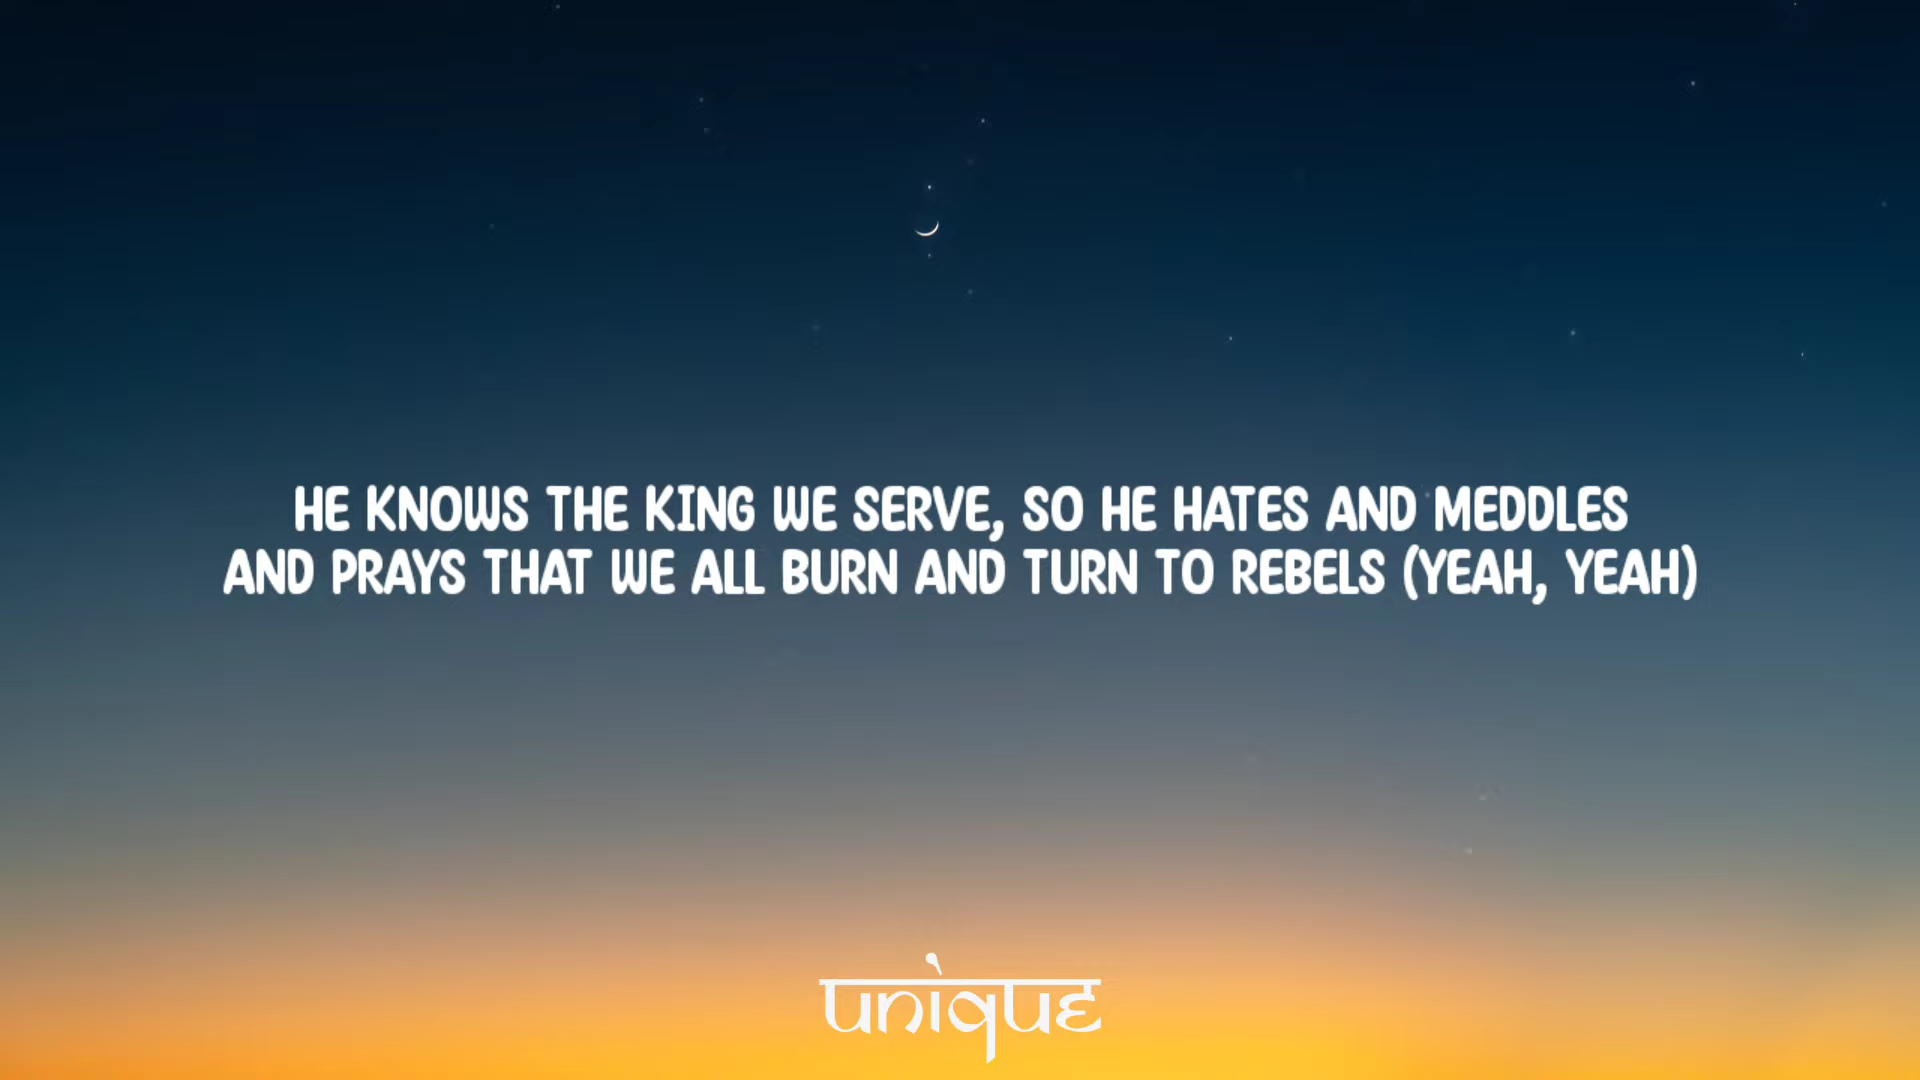 HE KNOWS THE KING WE SERVE, SO HE HATES AND MEDDLES
AND PRAYS THAT WE ALL BURN AND TURN TO REBELS (YEAH, YEAH)
unique